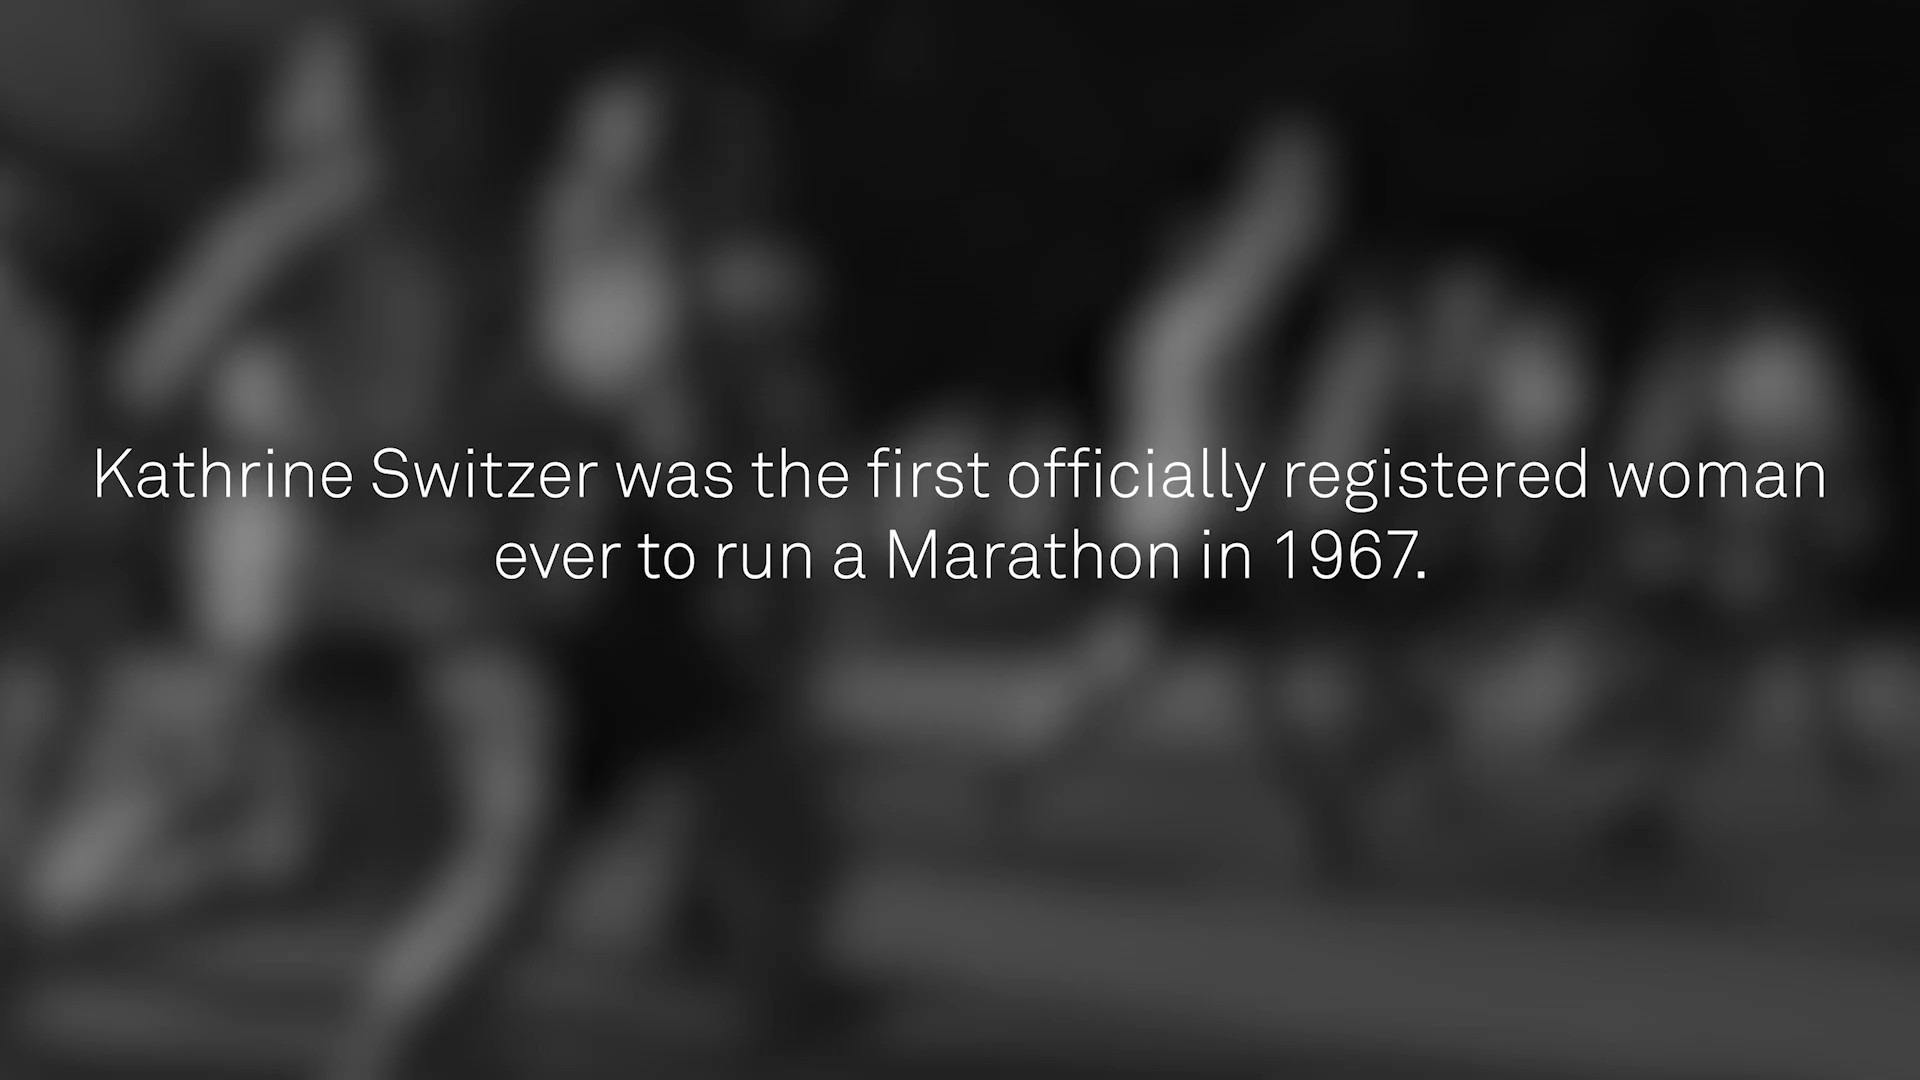 Kathrine Switzer was the first officially registered woman
ever to run a Marathon in 1967.